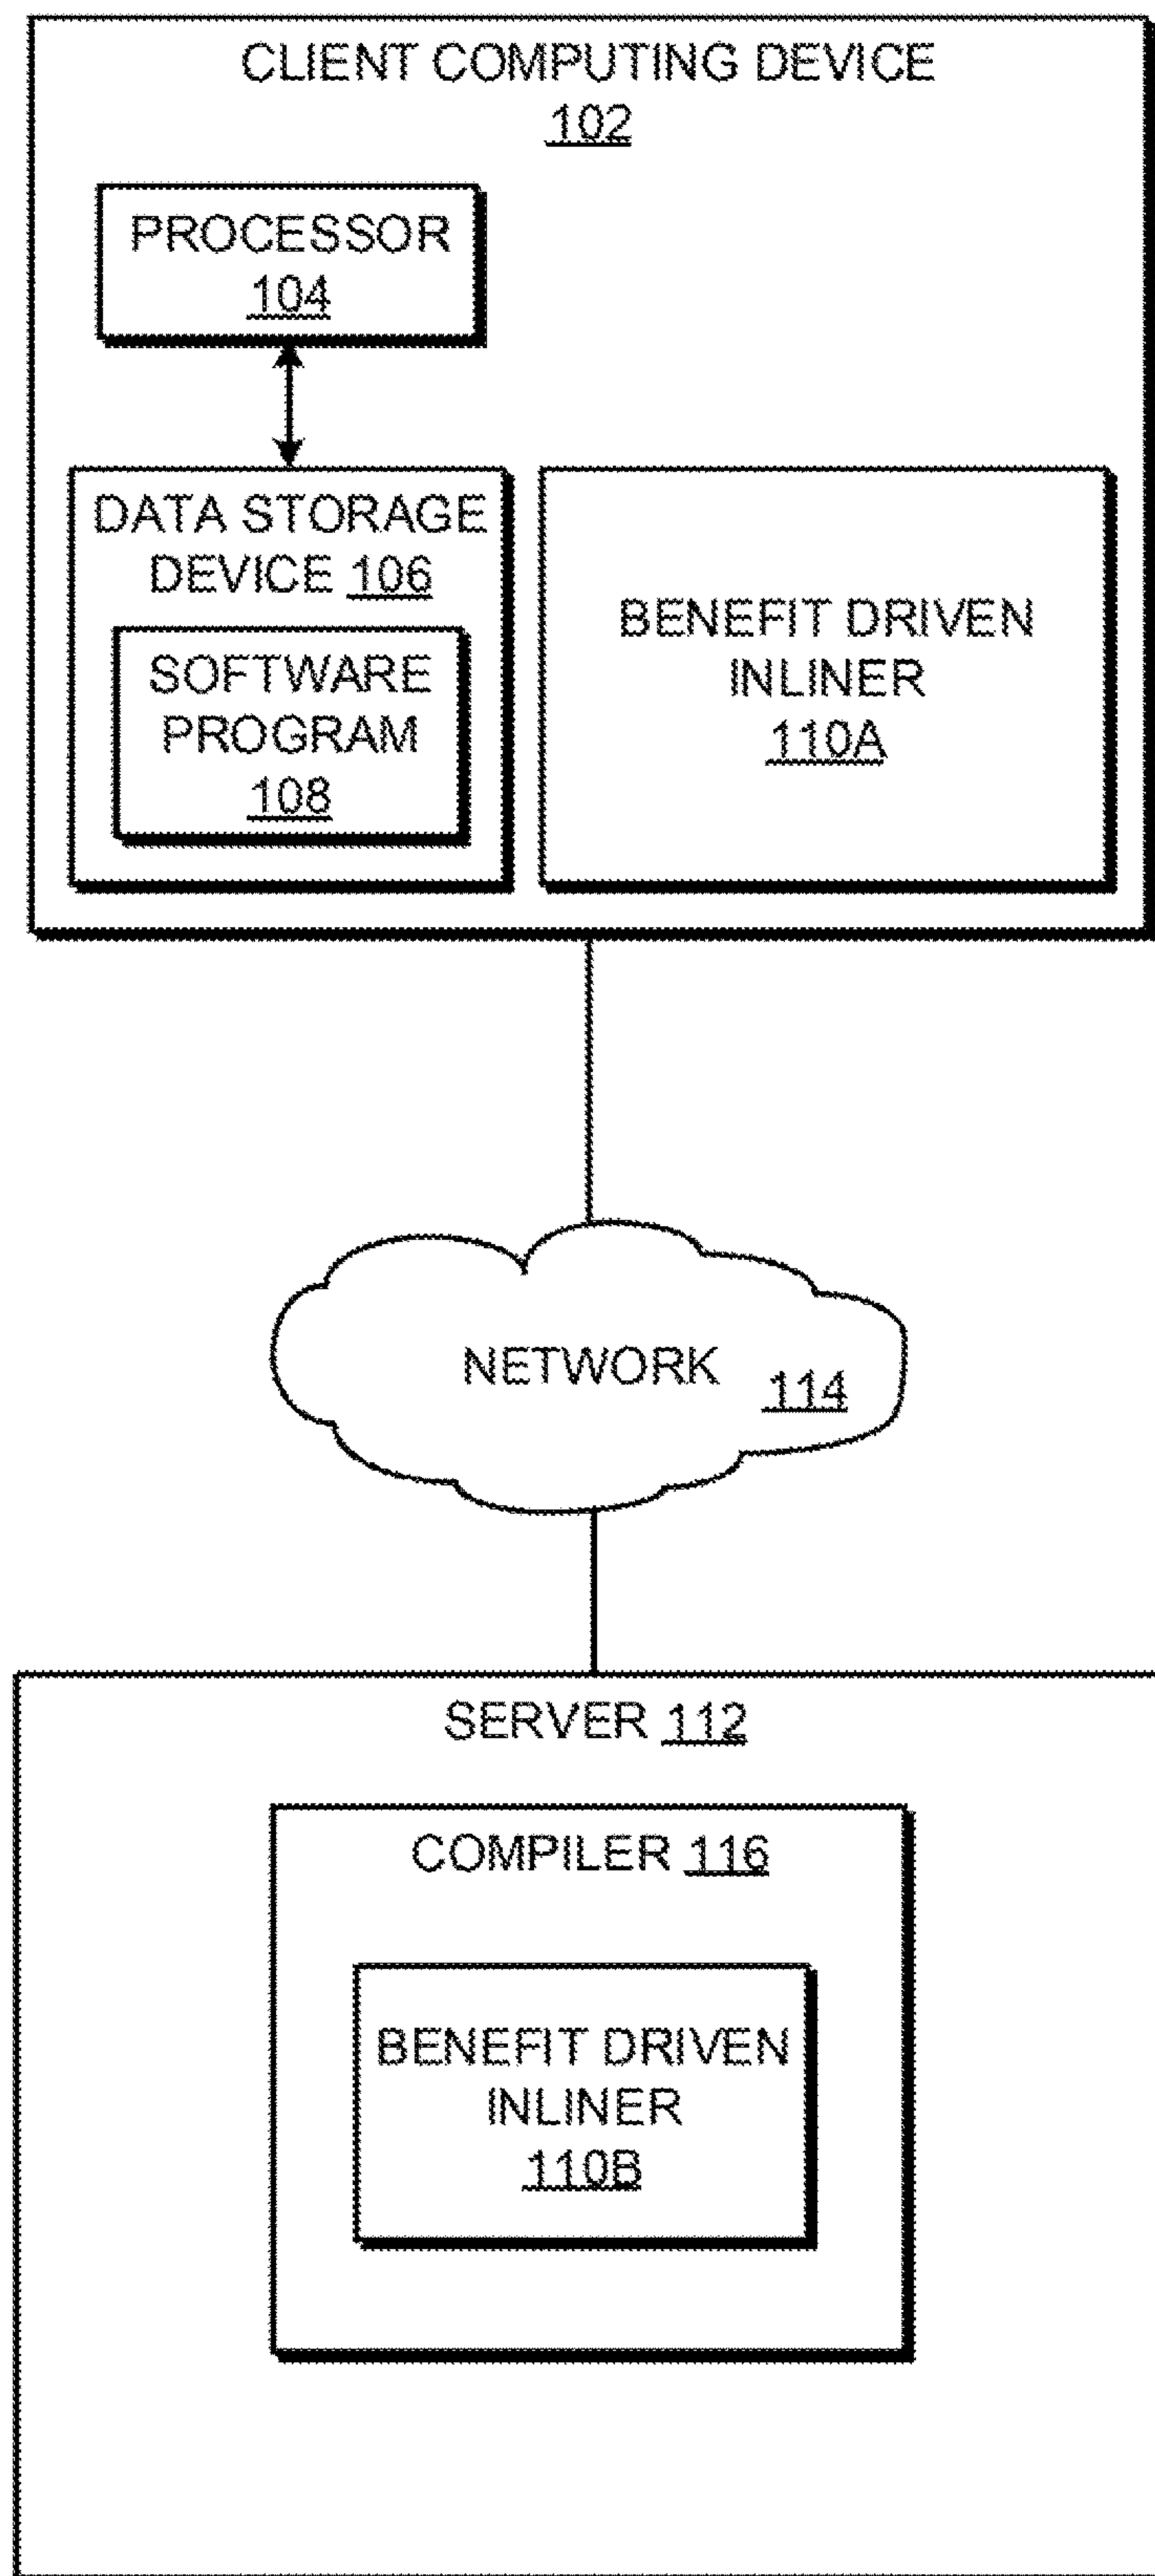 CLIENT COMPUTING DEVICE
102
PROCESSOR
104
DATA STORAGE
DEVICE 106
SOFTWARE
PROGRAM
108
BENEFIT DRIVEN
INLINER
110A
NETWORK 114
SERVER 112
COMPILER 116
BENEFIT DRIVEN
INLINER
110B